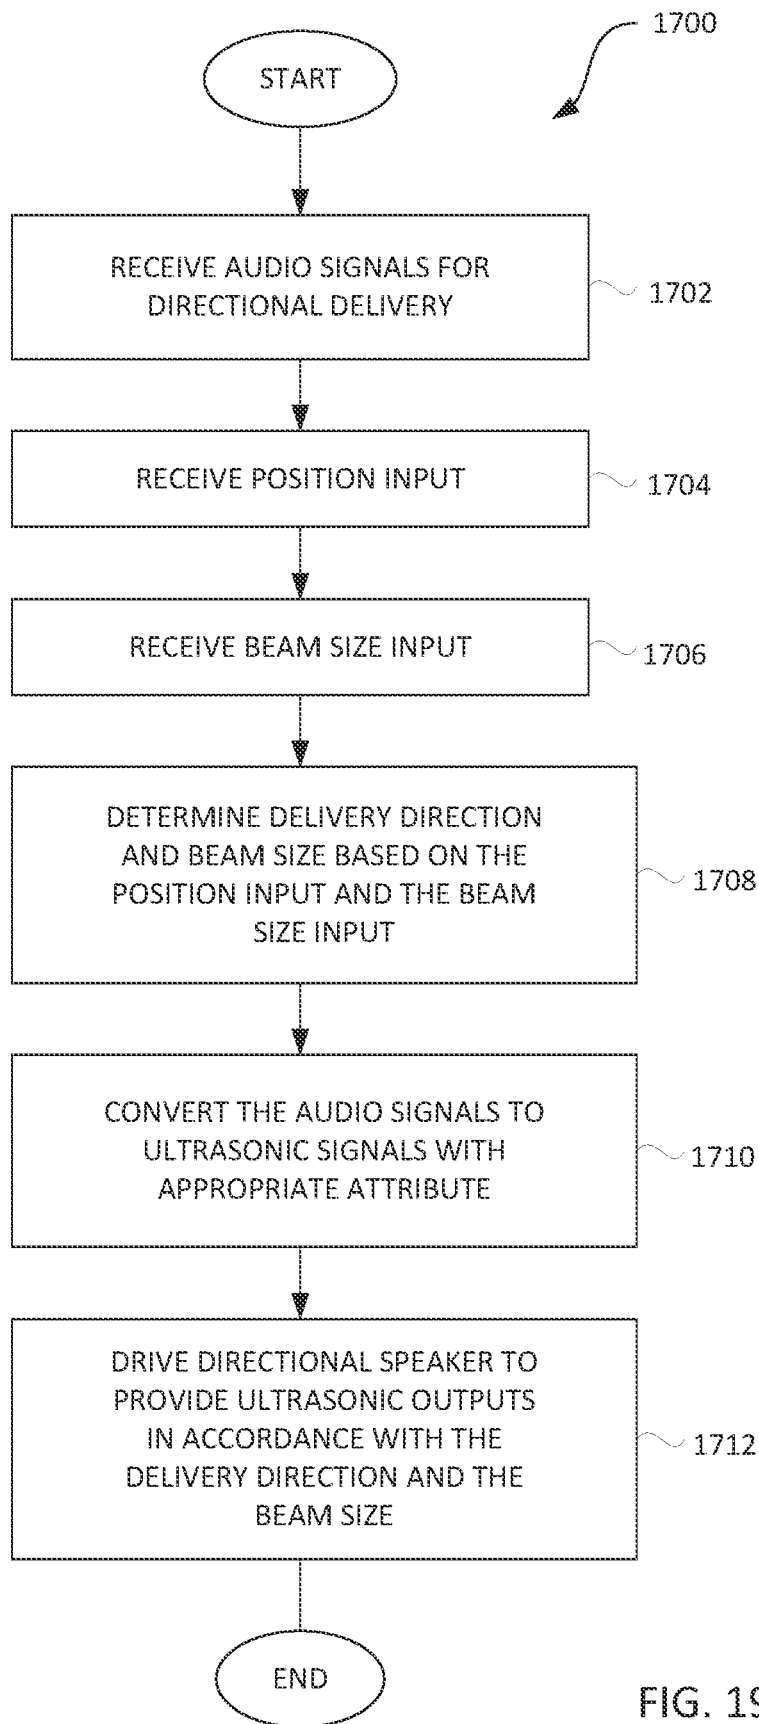 1700
START
RECEIVE AUDIO SIGNALS FOR
DIRECTIONAL DELIVERY
1702
RECEIVE POSITION INPUT
1704
RECEIVE BEAM SIZE INPUT
1706
DETERMINE DELIVERY DIRECTION
AND BEAM SIZE BASED ON THE
POSITION INPUT AND THE BEAM
SIZE INPUT
1708
CONVERT THE AUDIO SIGNALS TO
ULTRASONIC SIGNALS WITH
APPROPRIATE ATTRIBUTE
1710
DRIVE DIRECTIONAL SPEAKER TO
PROVIDE ULTRASONIC OUTPUTS
IN ACCORDANCE WITH THE
DELIVERY DIRECTION AND THE
BEAM SIZE
1712
END
FIG. 19